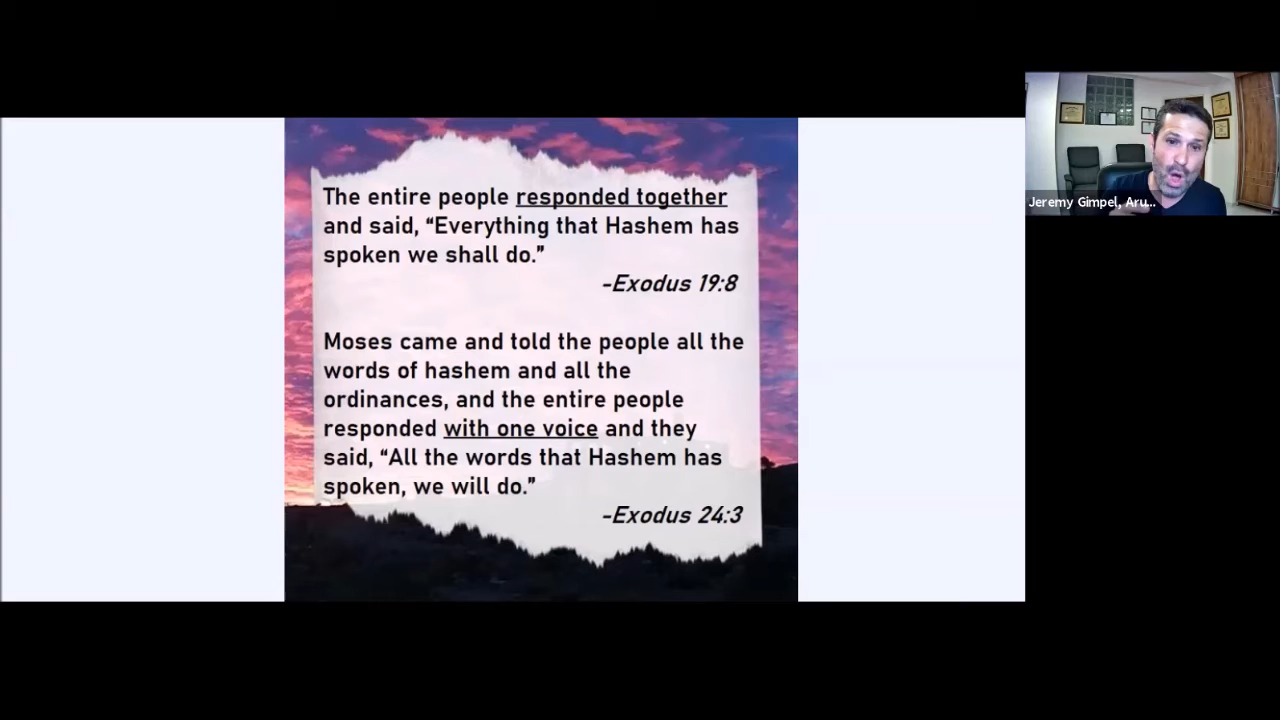 The entire people responded together
and said, “Everything that Hashem has
spoken we shall do.”
-Exodus 19:8
Moses came and told the people all the
words of hashem and all the
ordinances, and the entire people
responded with one voice and they
said, “All the words that Hashem has
spoken, we will do.”
-Exodus 24:3
Jeremy Gimpel, Aru...